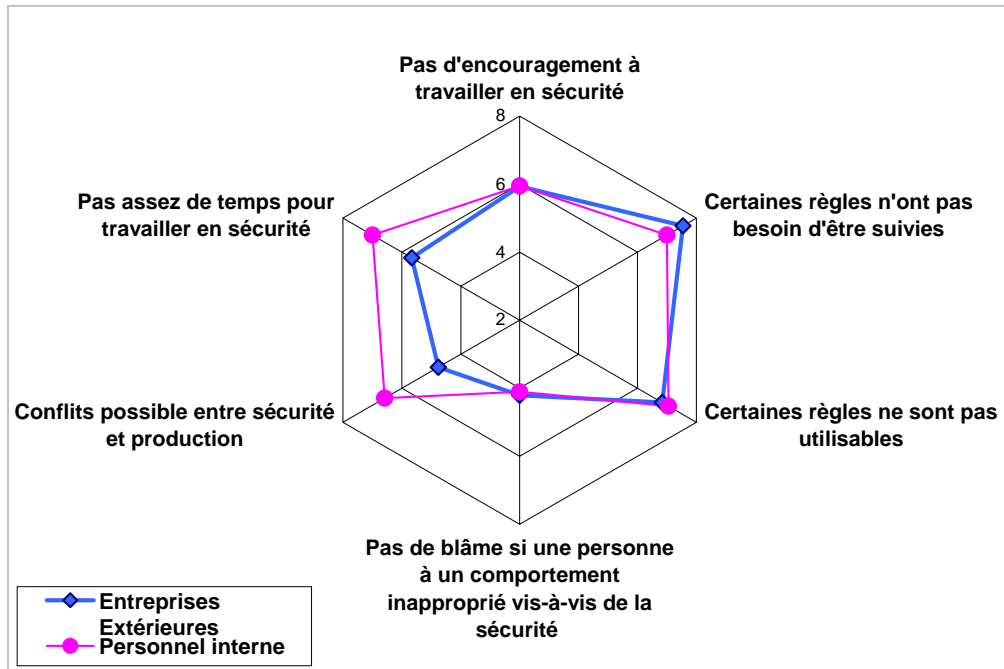 Pas d'encouragement à
travailler en sécurité
8
6
4
2
Certaines règles n'ont pas
besoin d'être suivies
Certaines règles ne sont pas
utilisables
Pas de blâme si une personne
à un comportement
inapproprié vis-à-vis de la
sécurité
Conflits possible entre sécurité
et production
Pas assez de temps pour
travailler en sécurité
Entreprises
Extérieures
Personnel interne